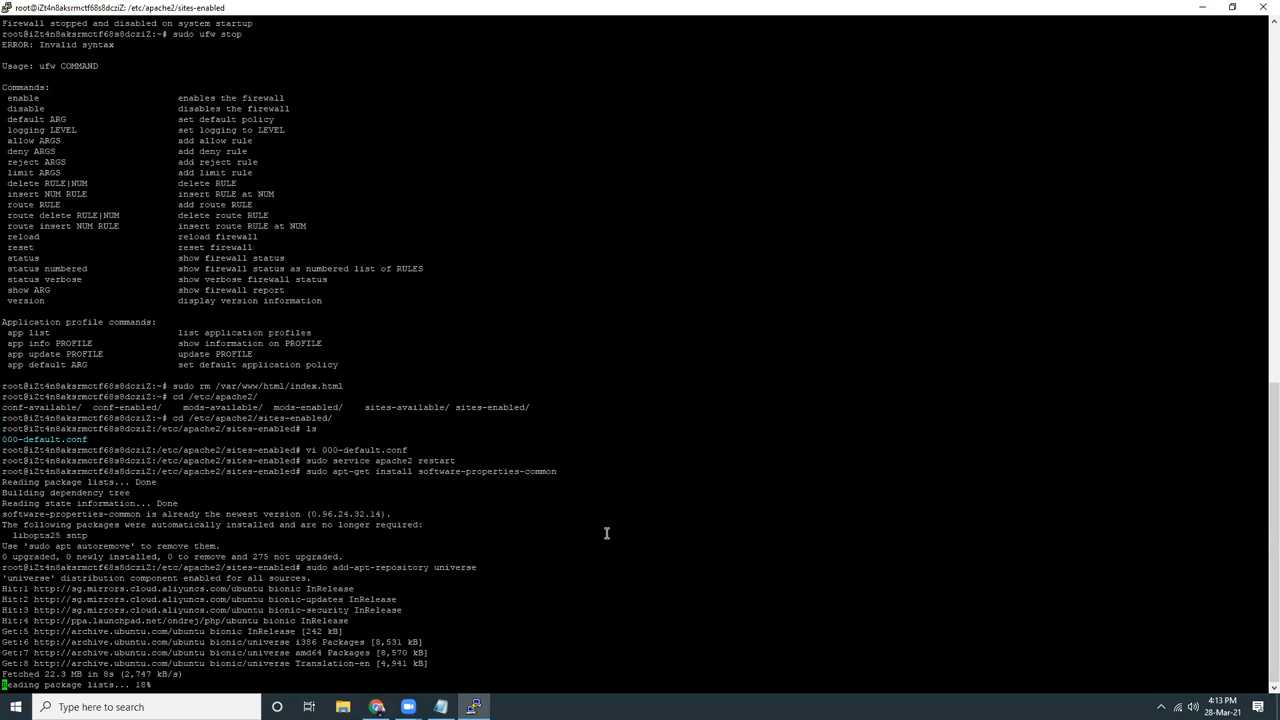 root@iZt4n8aksrmctf68s8dcziZ: /etc/apache2/sites-enabled
Firewall stopped and disabled on system startup
root@iZt4n8aksrmctf68s8dcziZ:~# sudo ufw stop
ERROR: Invalid syntax
Usage: ufw COMMAND
Commands:
enable enables the firewall
disable disables the firewall
default ARG set default policy
logging LEVEL set logging to LEVEL
allow ARGS add allow rule
deny ARGS add deny rule
reject ARGS add reject rule
limit ARGS add limit rule
delete RULE|NUM delete RULE
insert NUM RULE insert RULE at NUM
route RULE add route RULE
route delete RULE|NUM delete route RULE
route insert NUM RULE insert route RULE at NUM
reload reload firewall
reset reset firewall
status show firewall status
status numbered show firewall status as numbered list of RULES
status verbose show verbose firewall status
show ARG show firewall report
version display version information
Application profile commands:
app list list application profiles
app info PROFILE show information on PROFILE
app update PROFILE update PROFILE
app default ARG set default application policy
root@iZt4n8aksrmctf68s8dcziZ:~# sudo rm /var/www/html/index.html
root@iZt4n8aksrmctf68s8dcziZ:~# cd /etc/apache2/
conf-available/ conf-enabled/ mods-available/ mods-enabled/ sites-available/ sites-enabled/
root@iZt4n8aksrmctf68s8dcziZ:~# cd /etc/apache2/sites-enabled/
root@iZt4n8aksrmctf68s8dcziZ:/etc/apache2/sites-enabled# ls
000-default.conf
root@iZt4n8aksrmctf68s8dcziZ:/etc/apache2/sites-enabled# vi 000-default.conf
root@iZt4n8aksrmctf68s8dcziZ:/etc/apache2/sites-enabled# sudo service apache2 restart
root@iZt4n8aksrmctf68s8dcziZ:/etc/apache2/sites-enabled# sudo apt-get install software-properties-common
Reading package lists... Done
Building dependency tree
Reading state information... Done
software-properties-common is already the newest version (0.96.24.32.14).
The following packages were automatically installed and are no longer required:
libopts25 sntp
Use 'sudo apt autoremove' to remove them.
0 upgraded, 0 newly installed, 0 to remove and 275 not upgraded.
root@iZt4n8aksrmctf68s8dcziZ:/etc/apache2/sites-enabled# sudo add-apt-repository universe
'universe' distribution component enabled for all sources.
Hit:1 http://sg.mirrors.cloud.aliyuncs.com/ubuntu bionic InRelease
Hit:2 http://sg.mirrors.cloud.aliyuncs.com/ubuntu bionic-updates InRelease
Hit:3 http://sg.mirrors.cloud.aliyuncs.com/ubuntu bionic-security InRelease
Hit:4 http://ppa.launchpad.net/ondrej/php/ubuntu bionic InRelease
Get:5 http://archive.ubuntu.com/ubuntu bionic InRelease [242 kB]
Get:6 http://archive.ubuntu.com/ubuntu bionic/universe i386 Packages [8,531 kB]
Get:7 http://archive.ubuntu.com/ubuntu bionic/universe amd64 Packages [8,570 kB]
Get:8 http://archive.ubuntu.com/ubuntu bionic/universe Translation-en [4,941 kB]
Fetched 22.3 MB in 8s (2,747 kB/s)
Reading package lists... 18%
Type here to search
4:13 PM
28-Mar-21